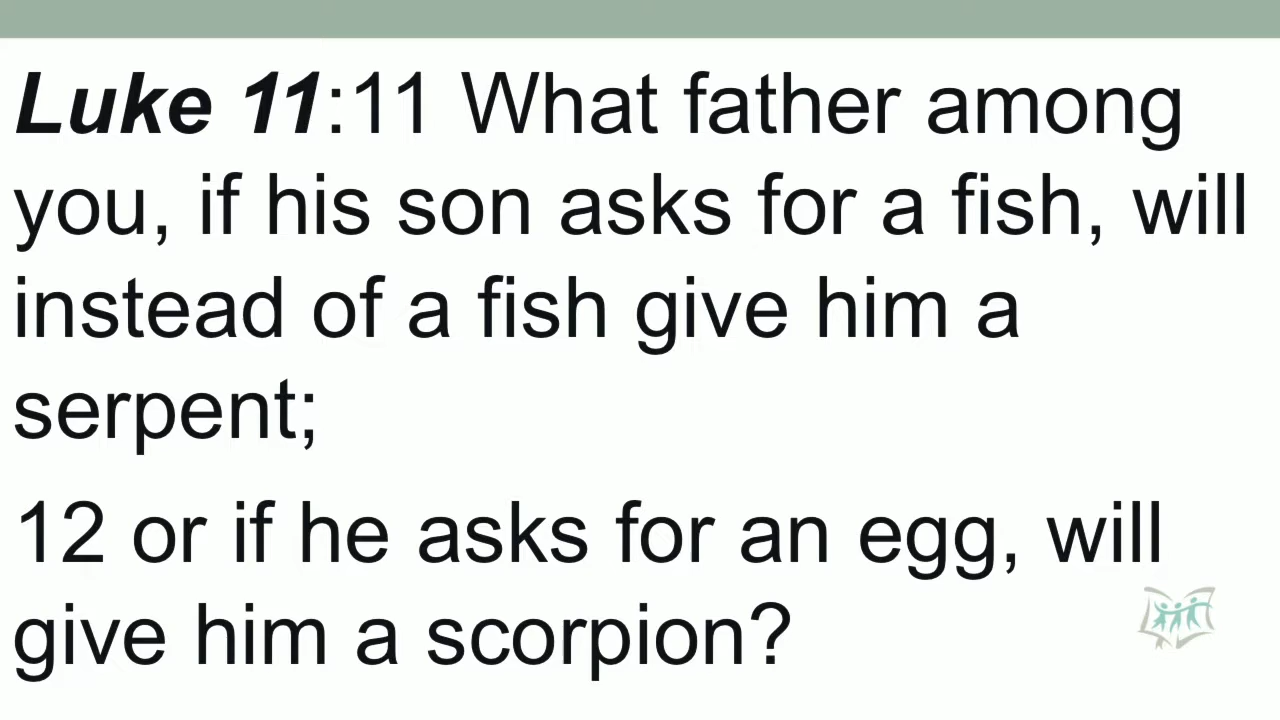 Luke 11:11 What father among
you, if his son asks for a fish, will
instead of a fish give him a
serpent;
12 or if he asks for an egg, will
give him a scorpion?